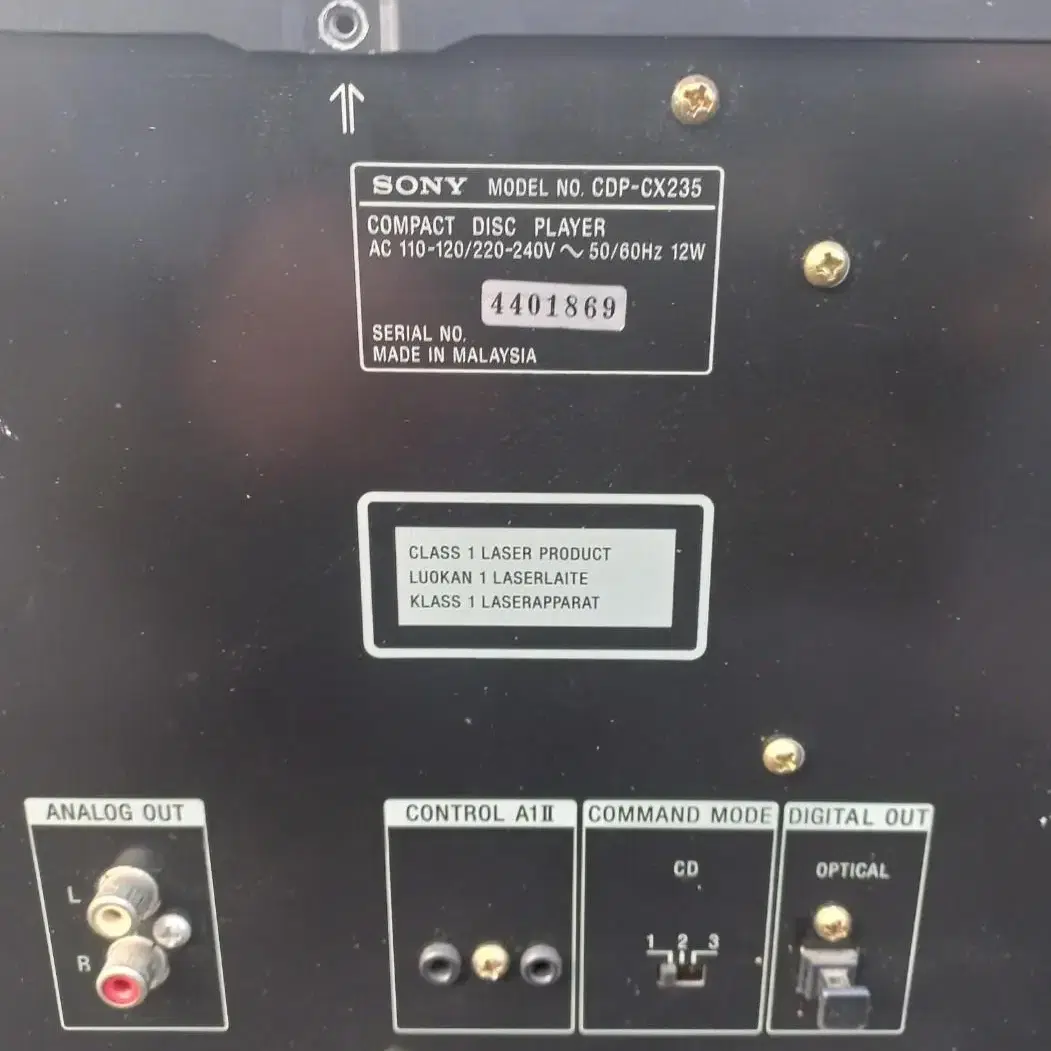 SONY MODEL NO. CDP-CX235
COMPACT DISC PLAYER
AC 110-120/220-240V ~ 50/60Hz 12W
4401869
SERIAL NO.
MADE IN MALAYSIA
CLASS 1 LASER PRODUCT
LUOKAN 1 LASERLAITE
KLASS 1 LASERAPPARAT
ANALOG OUT
L
R
CONTROL A1Ⅱ
COMMAND MODE
CD
1 2 3
DIGITAL OUT
OPTICAL